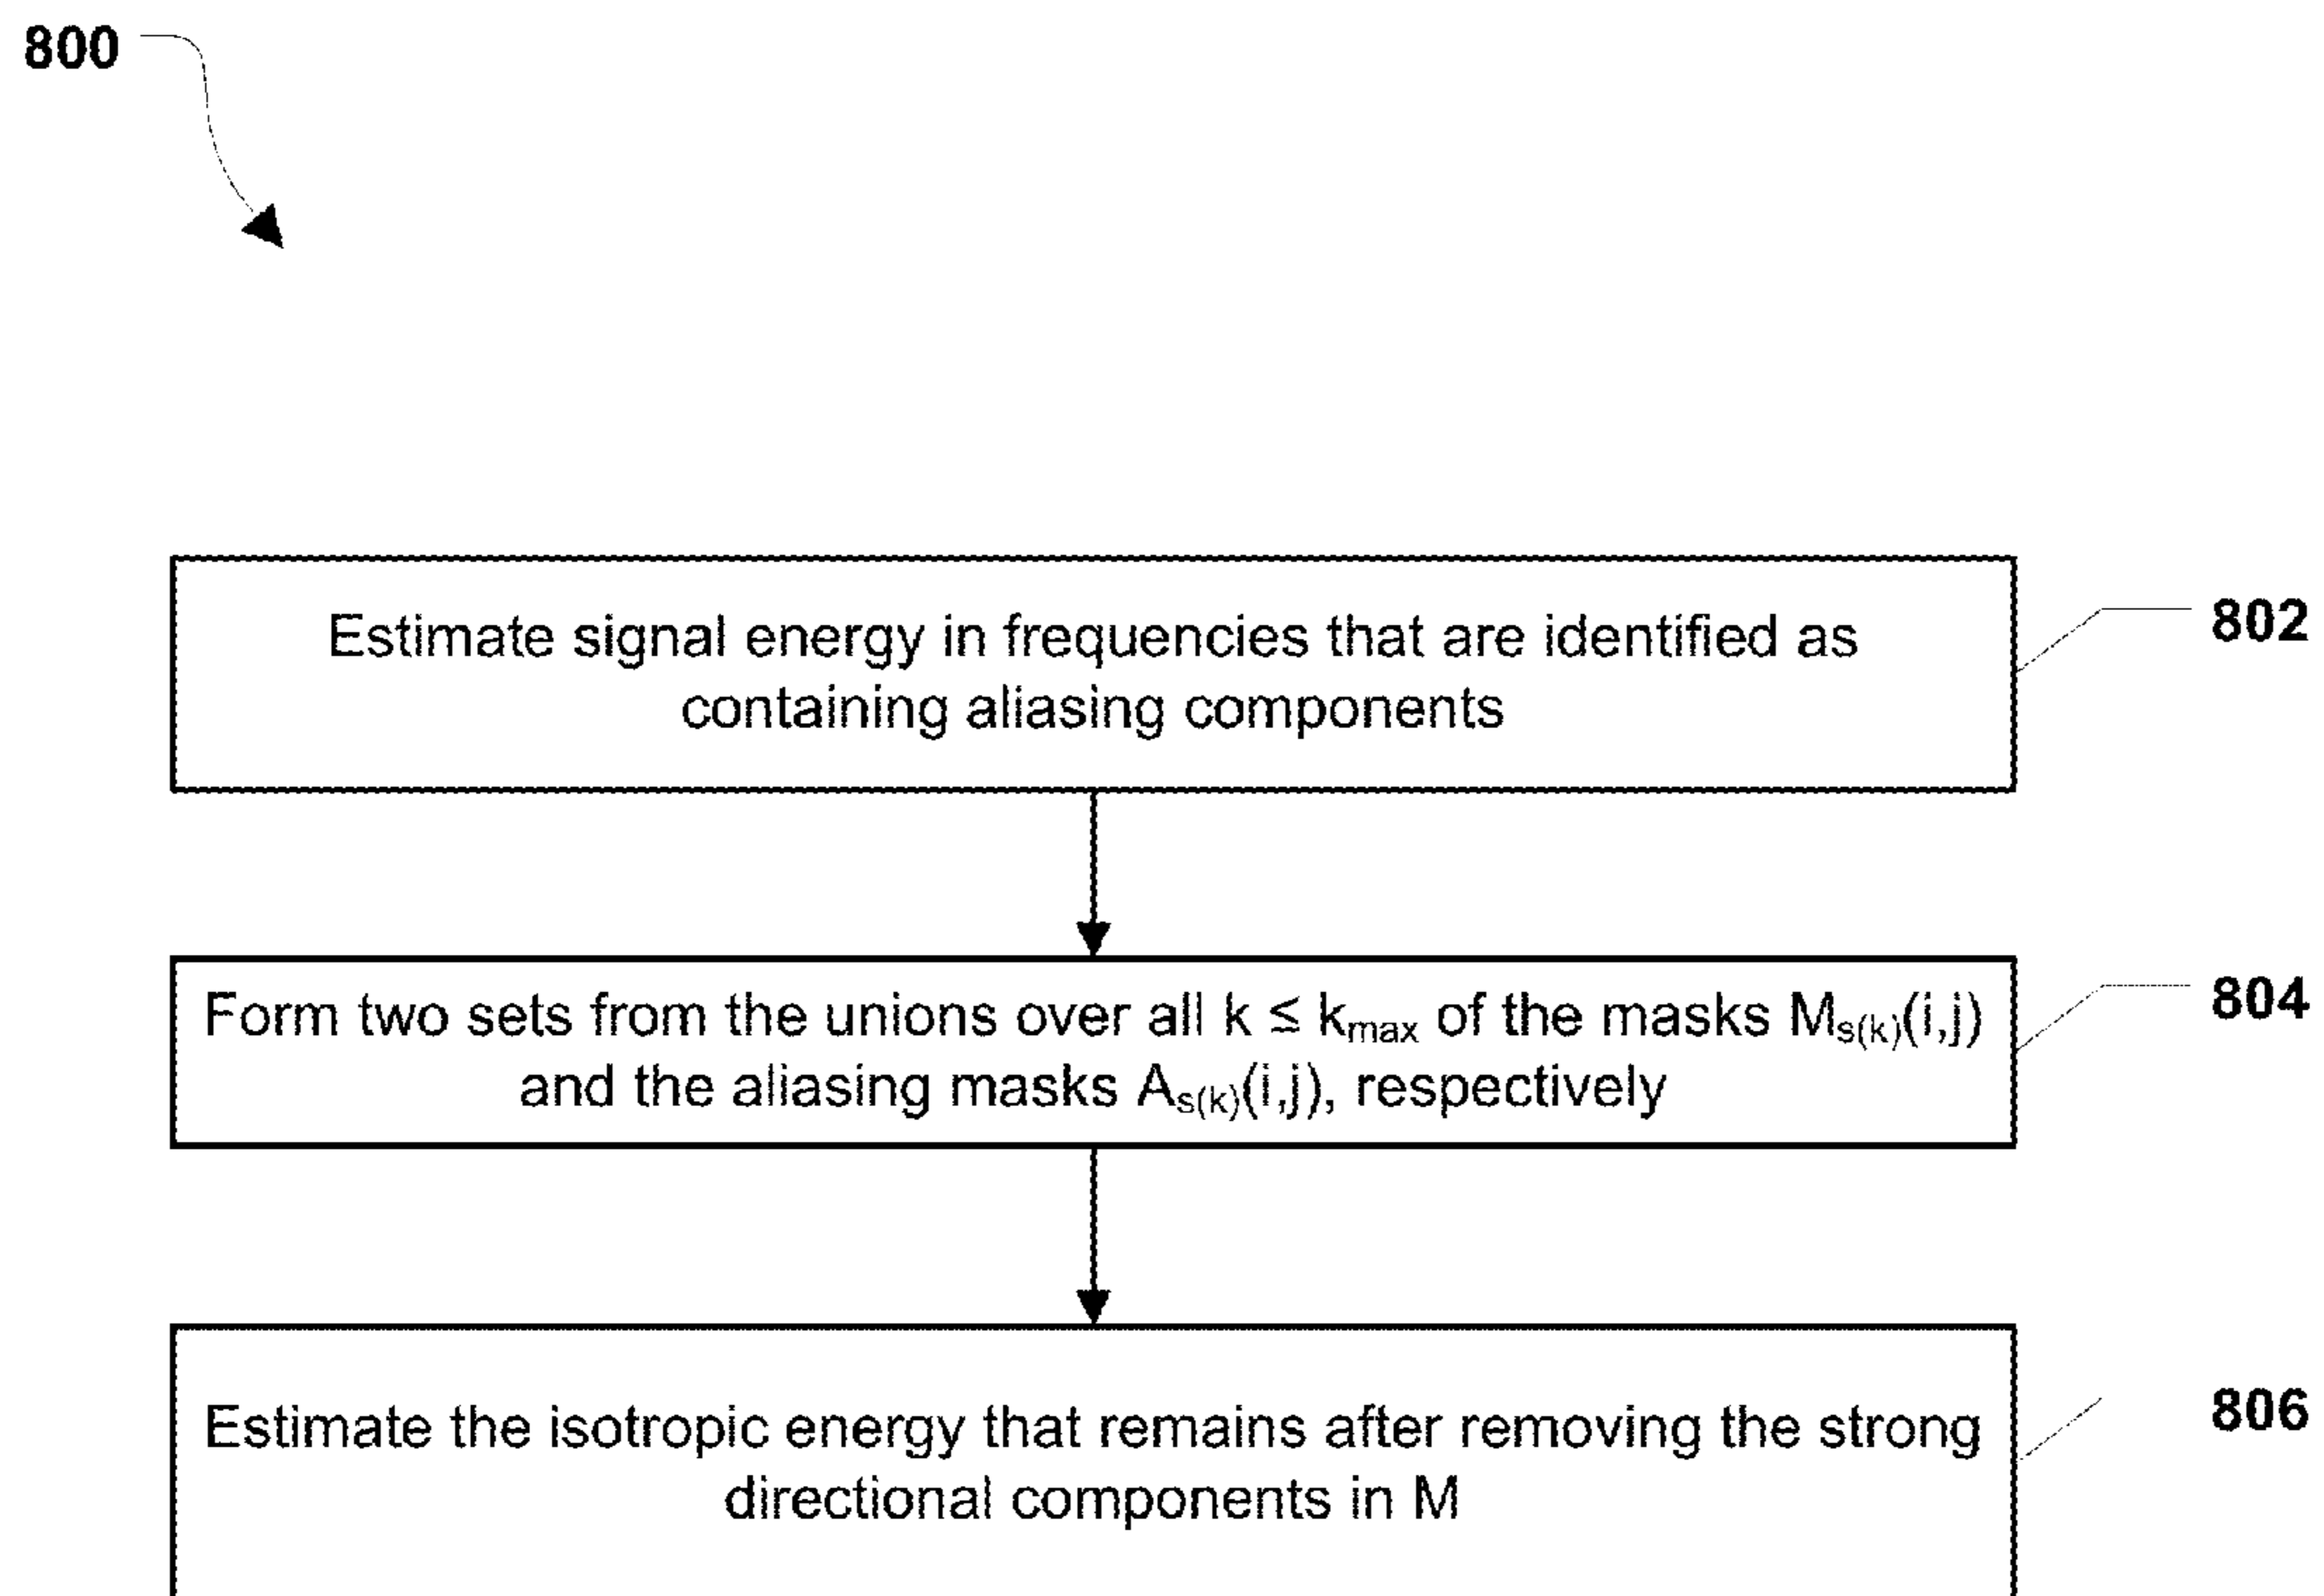 800
Estimate signal energy in frequencies that are identified as
containing aliasing components
802
Form two sets from the unions over all k ≤ kmax of the masks Ms(k)(i,j)
and the aliasing masks As(k)(i,j), respectively
804
Estimate the isotropic energy that remains after removing the strong
directional components in M
806